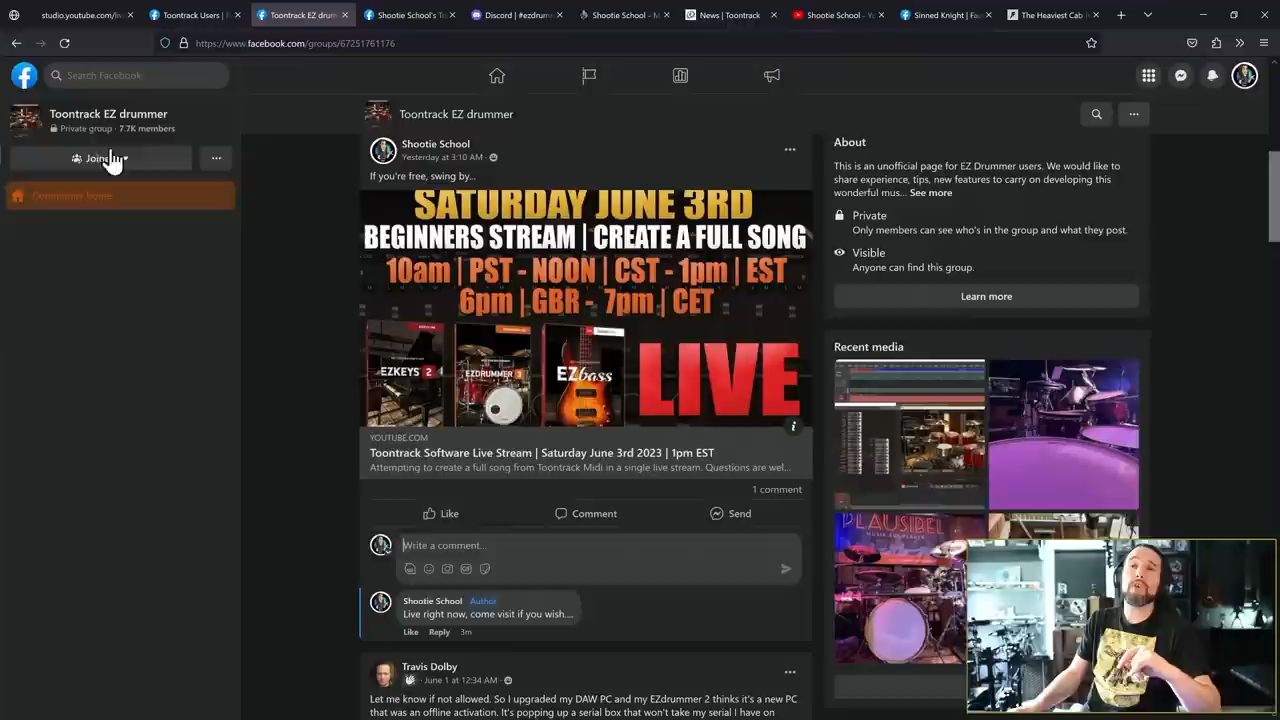 studio.youtube.com/live
Toontrack Users |
Toontrack EZ drum
Shootie School's To
Discord | #ezdrum
Shootie School - M
News | Toontrack
Shootie School - Yo
Sinned Knight | Fa
The Heaviest Cab I
https://www.facebook.com/groups/67251761176
Search Facebook
Toontrack EZ drummer
Private group · 7.7K members
Community home
Toontrack EZ drummer
Shootie School
Yesterday at 3:10 AM ·
If you're free, swing by...
SATURDAY JUNE 3RD
BEGINNERS STREAM | CREATE A FULL SONG
10am | PST - NOON | CST - 1pm | EST
6pm | GBR - 7pm | CET
EZKEYS 2
EZDRUMMER 3
EZbass
LIVE
YOUTUBE.COM
Toontrack Software Live Stream | Saturday June 3rd 2023 | 1pm EST
Attempting to create a full song from Toontrack Midi in a single live stream. Questions are wel...
1 comment
Like
Comment
Send
Write a comment...
Shootie School Author
Live right now, come visit if you wish....
Like Reply 3m
Travis Dolby
June 1 at 12:34 AM ·
Let me know if not allowed. So I upgraded my DAW PC and my EZdrummer 2 thinks it's a new PC
that was an offline activation. It's popping up a serial box that won't take my serial I have on
About
This is an unofficial page for EZ Drummer users. We would like to
share experience, tips, new features to carry on developing this
wonderful mus... See more
Private
Only members can see who's in the group and what they post.
Visible
Anyone can find this group.
Learn more
Recent media
PLAUSIBEL